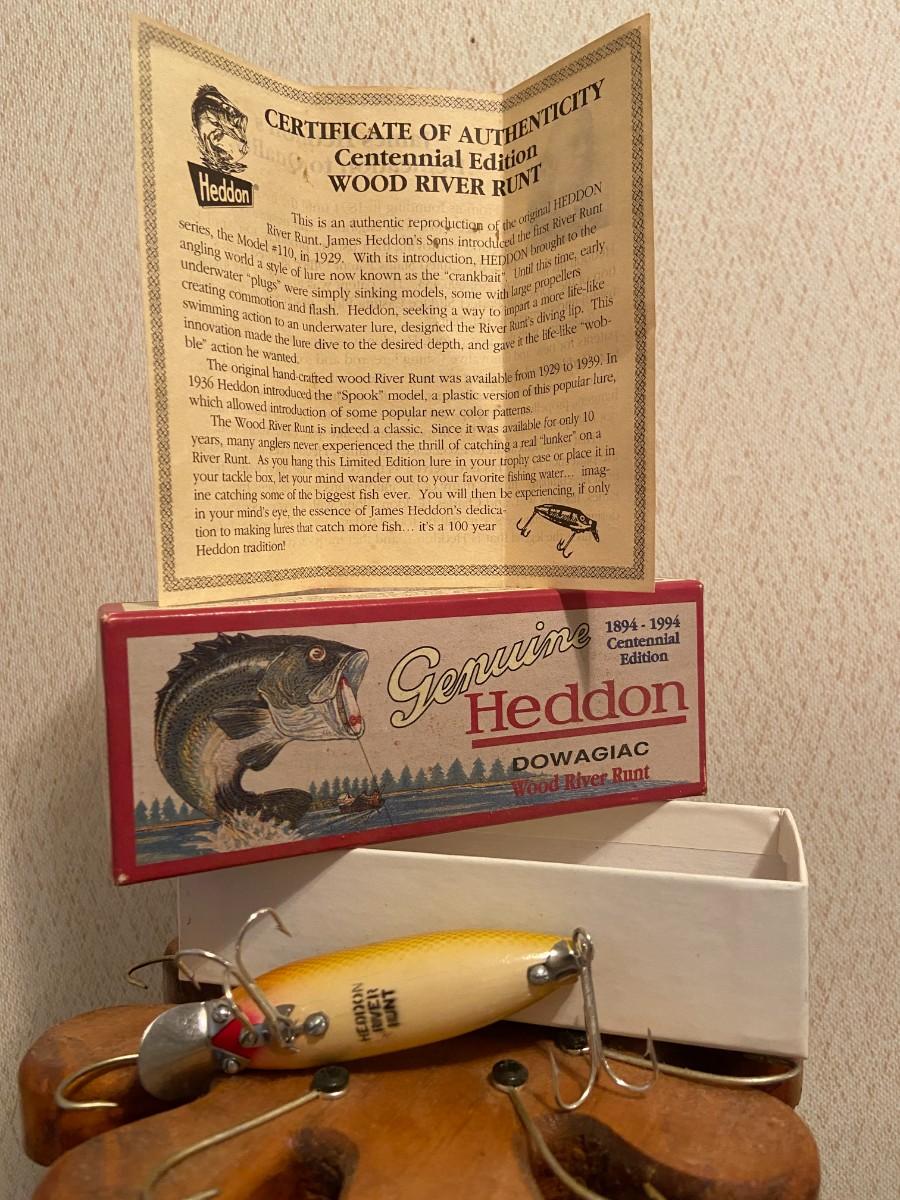 CERTIFICATE OF AUTHENTICITY
Centennial Edition
WOOD RIVER RUNT
Heddon®
This is an authentic reproduction of the original HEDDON
River Runt. James Heddon's Sons introduced the first River Runt
series, the Model #110, in 1929. With its introduction, HEDDON brought to the
angling world a style of lure now known as the "crankbait". Until this time, early
underwater "plugs" were simply sinking models, some with large propellers
creating commotion and flash. Heddon, seeking a way to impart a more life-like
swimming action to an underwater lure, designed the River Runt's diving lip. This
innovation made the lure dive to the desired depth, and gave it the life-like "wob-
ble" action he wanted.
The original hand-crafted wood River Runt was available from 1929 to 1939. In
1936 Heddon introduced the "Spook" model, a plastic version of this popular lure,
which allowed introduction of some popular new color patterns.
The Wood River Runt is indeed a classic. Since it was available for only 10
years, many anglers never experienced the thrill of catching a real "lunker" on a
River Runt. As you hang this Limited Edition lure in your trophy case or place it in
your tackle box, let your mind wander out to your favorite fishing water... imag-
ine catching some of the biggest fish ever. You will then be experiencing, if only
in your mind's eye, the essence of James Heddon's dedica-
tion to making lures that catch more fish... it's a 100 year
Heddon tradition!
Genuine
Heddon
1894 - 1994
Centennial
Edition
DOWAGIAC
Wood River Runt
HEDDON
RIVER
RUNT